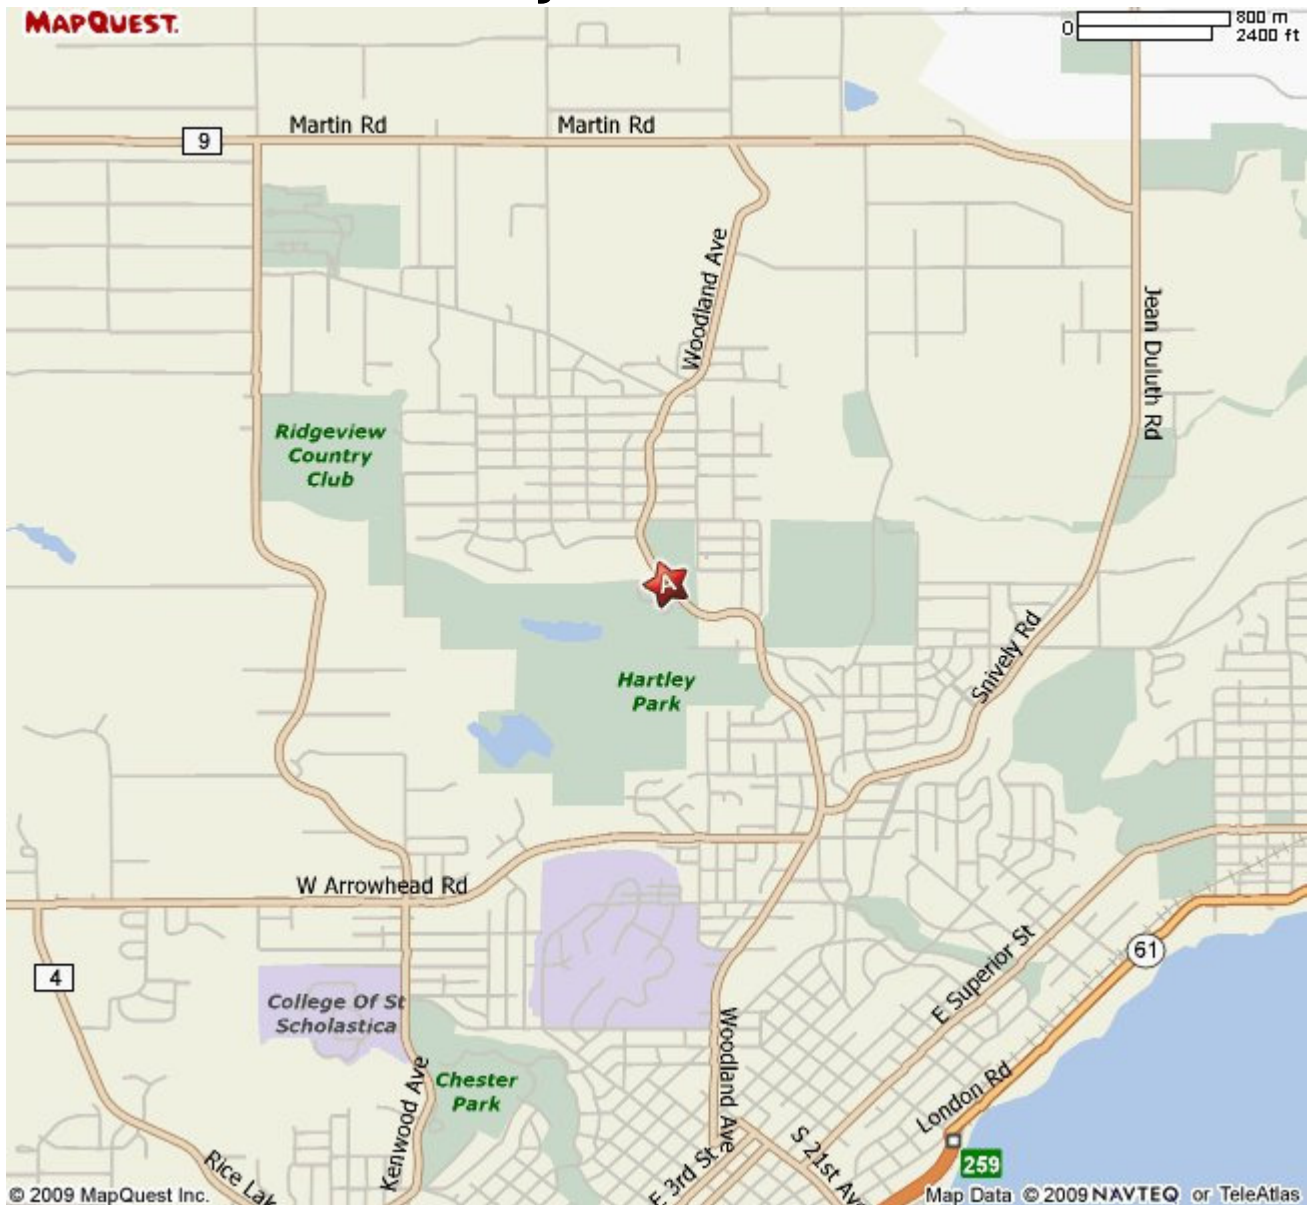 MAPQUEST.
0
800 m
2400 ft
9
Martin Rd
Martin Rd
Woodland Ave
Jean Duluth Rd
Ridgeview
Country
Club
A
Snively Rd
Hartley
Park
W Arrowhead Rd
4
College Of St
Scholastica
E Superior St
61
Woodland Ave
London Rd
Chester
Park
Kenwood Ave
S 21st Ave
E 3rd St
259
Rice Lak
© 2009 MapQuest Inc.
Map Data © 2009 NAVTEQ or TeleAtlas